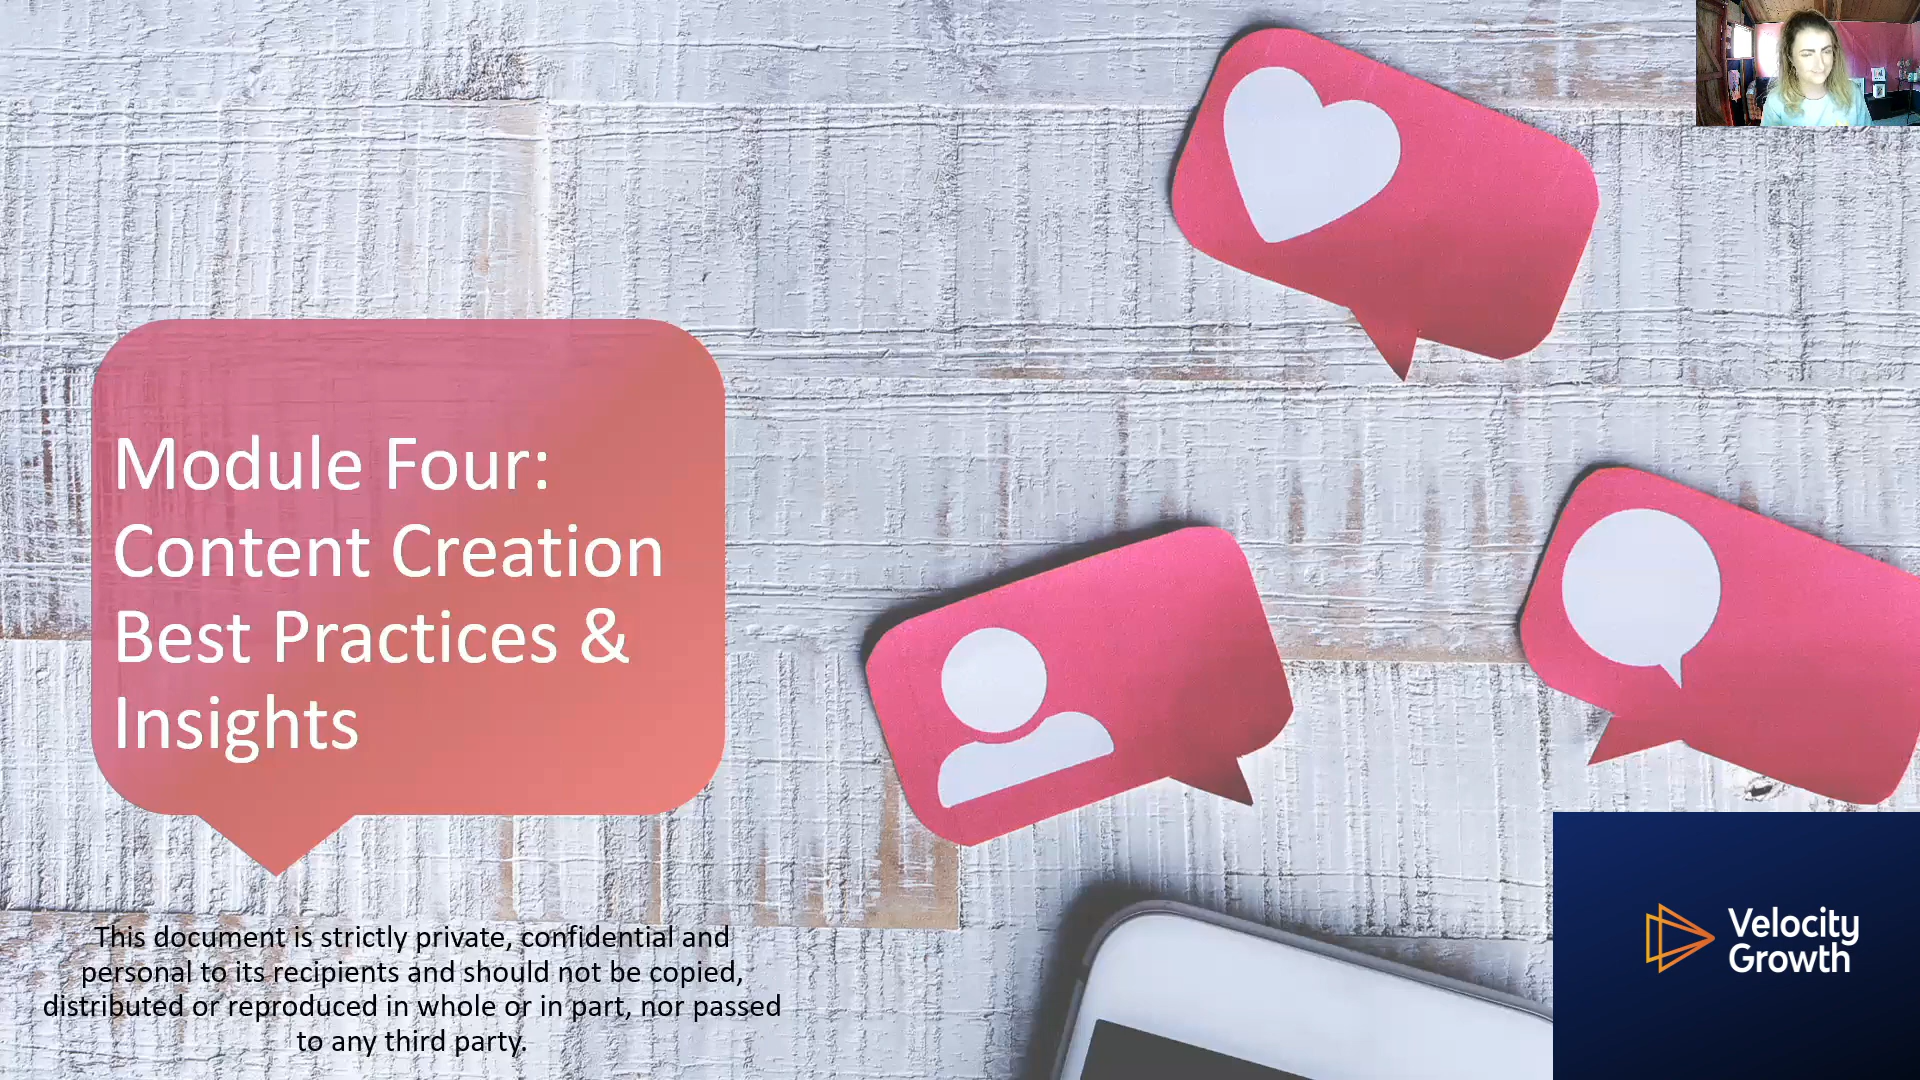 Module Four:
Content Creation
Best Practices &
Insights
This document is strictly private, confidential and
personal to its recipients and should not be copied,
distributed or reproduced in whole or in part, nor passed
to any third party.
Velocity
Growth